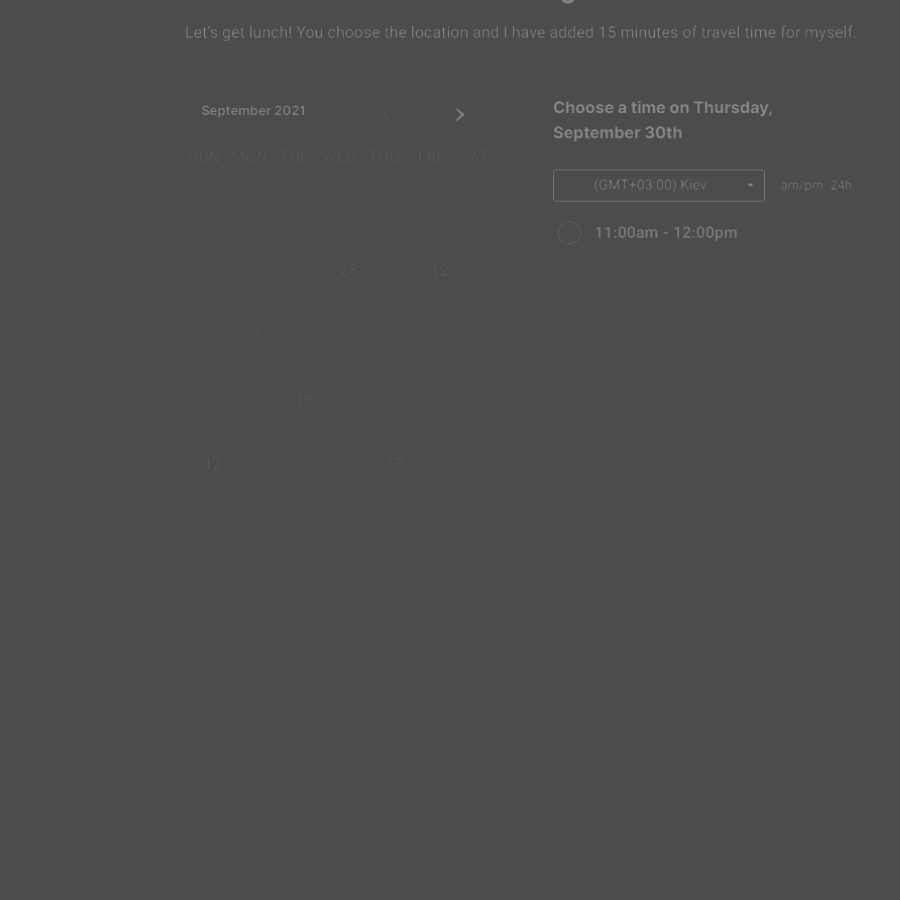 Let's get lunch! You choose the location and I have added 15 minutes of travel time for myself.
September 2021
SUN MON TUE WED THU FRI SAT
28 12
5
19
12 19
Choose a time on Thursday,
September 30th
(GMT+03:00) Kiev am/pm 24h
11:00am - 12:00pm